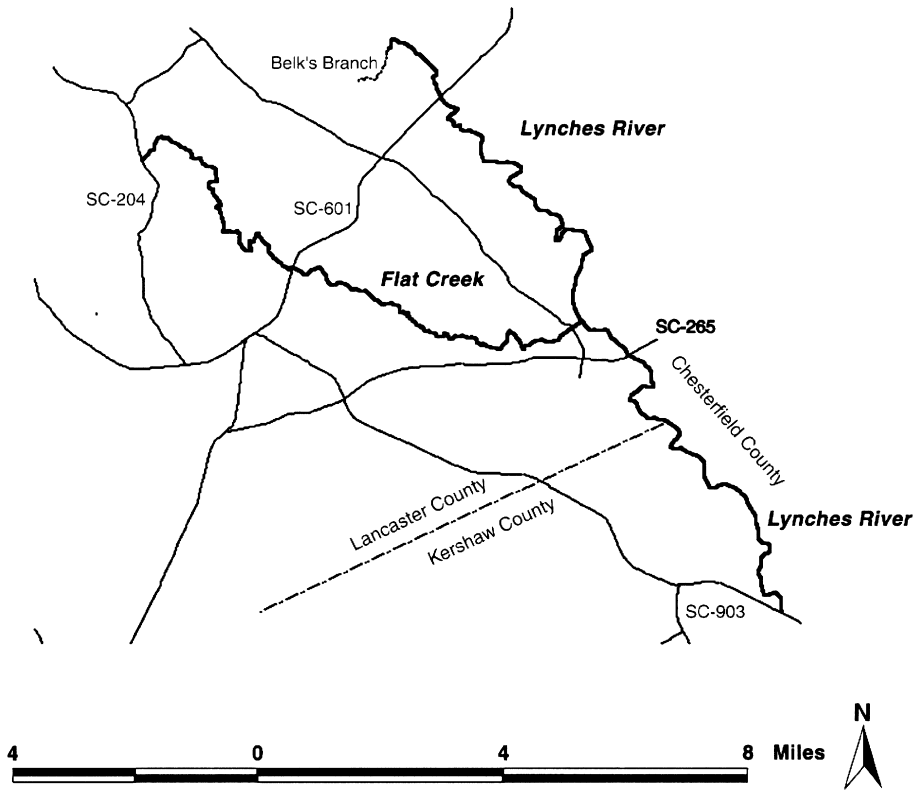 Belk's Branch
Lynches River
SC-204
SC-601
Flat Creek
SC-265
Chesterfield County
Lancaster County
Kershaw County
Lynches River
SC-903
N
4 0 4 8 Miles